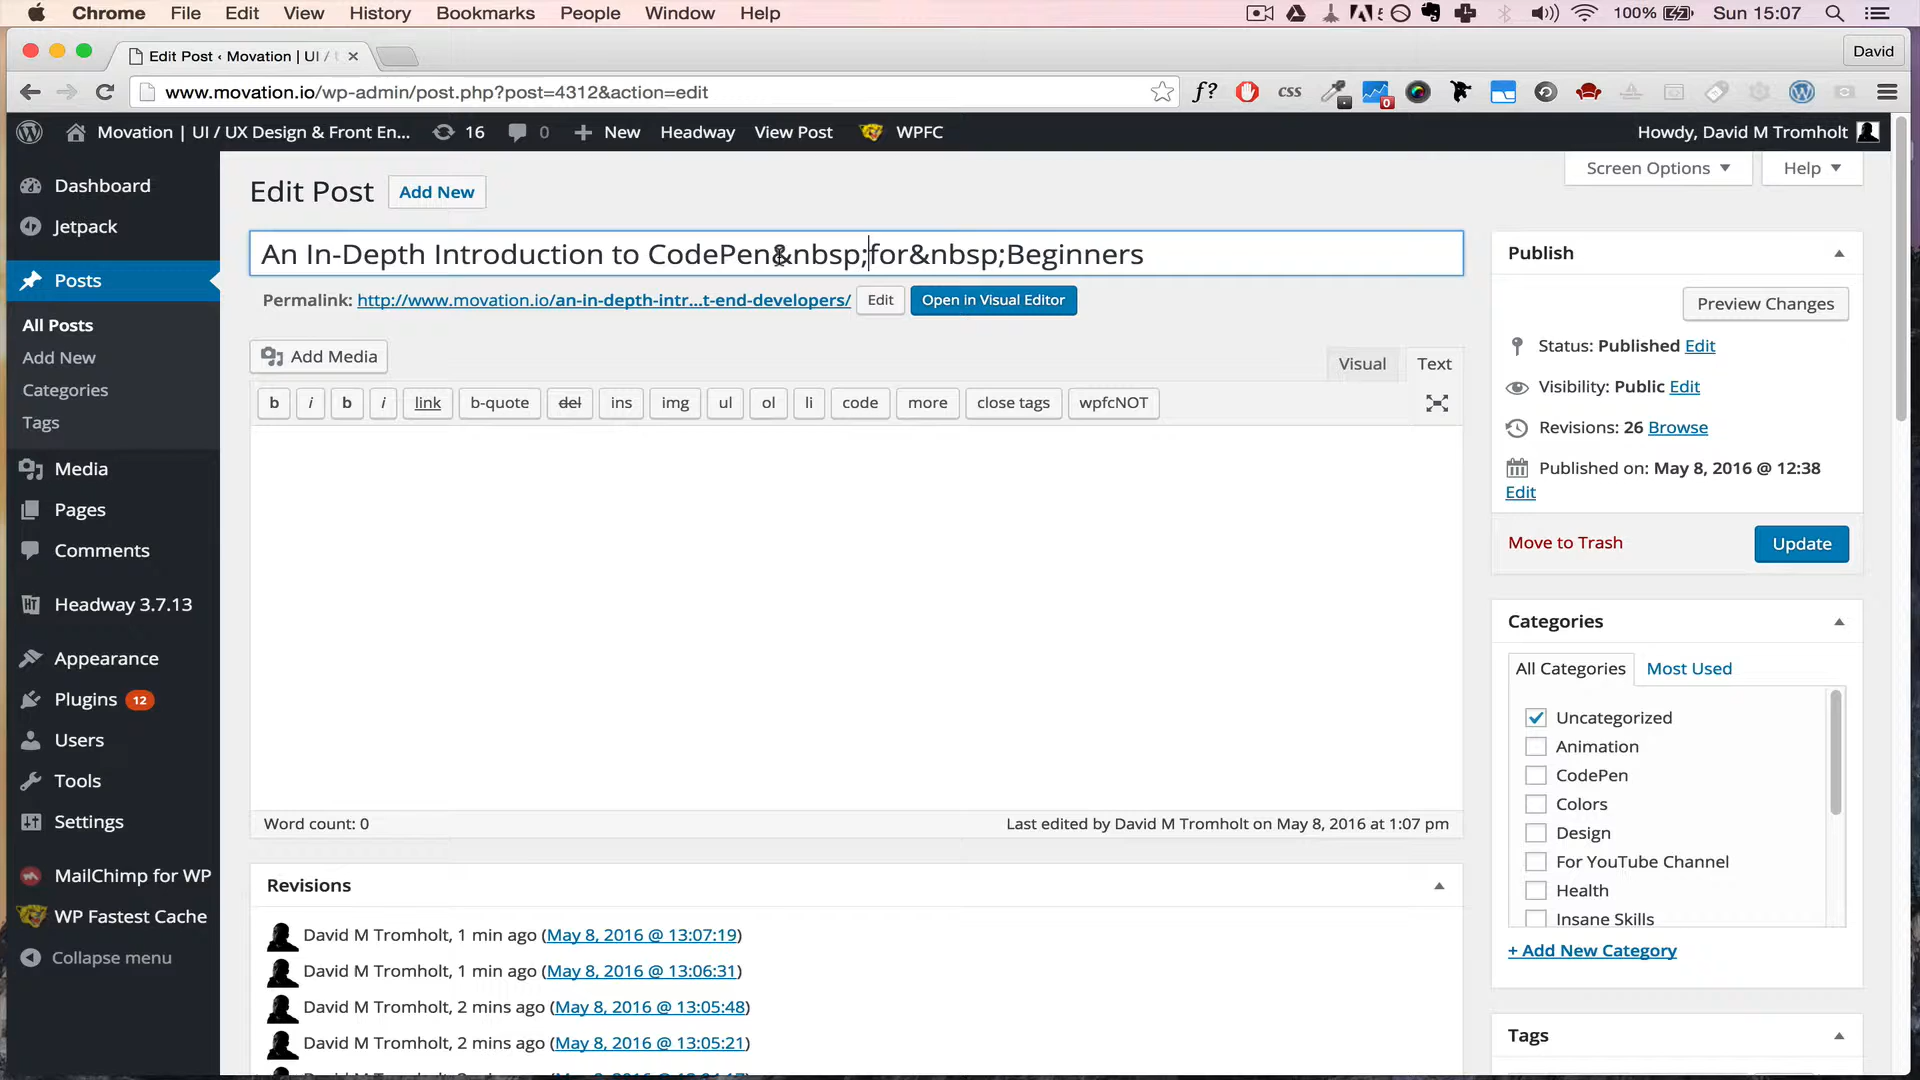 Chrome File Edit View History Bookmarks People Window Help 100% Sun 15:07
Edit Post ‹ Movation | UI / David
www.movation.io/wp-admin/post.php?post=4312&action=edit f? css 0
Movation | UI / UX Design & Front En... 16 0 New Headway View Post WPFC Howdy, David M Tromholt
Screen Options Help
Dashboard
Jetpack
Posts
All Posts
Add New
Categories
Tags
Media
Pages
Comments
Headway 3.7.13
Appearance
Plugins 12
Users
Tools
Settings
MailChimp for WP
WP Fastest Cache
Collapse menu
Edit Post Add New
An In-Depth Introduction to CodePen&nbsp;for&nbsp;Beginners
Permalink: http://www.movation.io/an-in-depth-intr...t-end-developers/ Edit Open in Visual Editor
Add Media Visual Text
b i b i link b-quote del ins img ul ol li code more close tags wpfcNOT
Word count: 0 Last edited by David M Tromholt on May 8, 2016 at 1:07 pm
Revisions
David M Tromholt, 1 min ago (May 8, 2016 @ 13:07:19)
David M Tromholt, 1 min ago (May 8, 2016 @ 13:06:31)
David M Tromholt, 2 mins ago (May 8, 2016 @ 13:05:48)
David M Tromholt, 2 mins ago (May 8, 2016 @ 13:05:21)
Publish
Preview Changes
Status: Published Edit
Visibility: Public Edit
Revisions: 26 Browse
Published on: May 8, 2016 @ 12:38
Edit
Move to Trash Update
Categories
All Categories Most Used
Uncategorized
Animation
CodePen
Colors
Design
For YouTube Channel
Health
Insane Skills
+ Add New Category
Tags